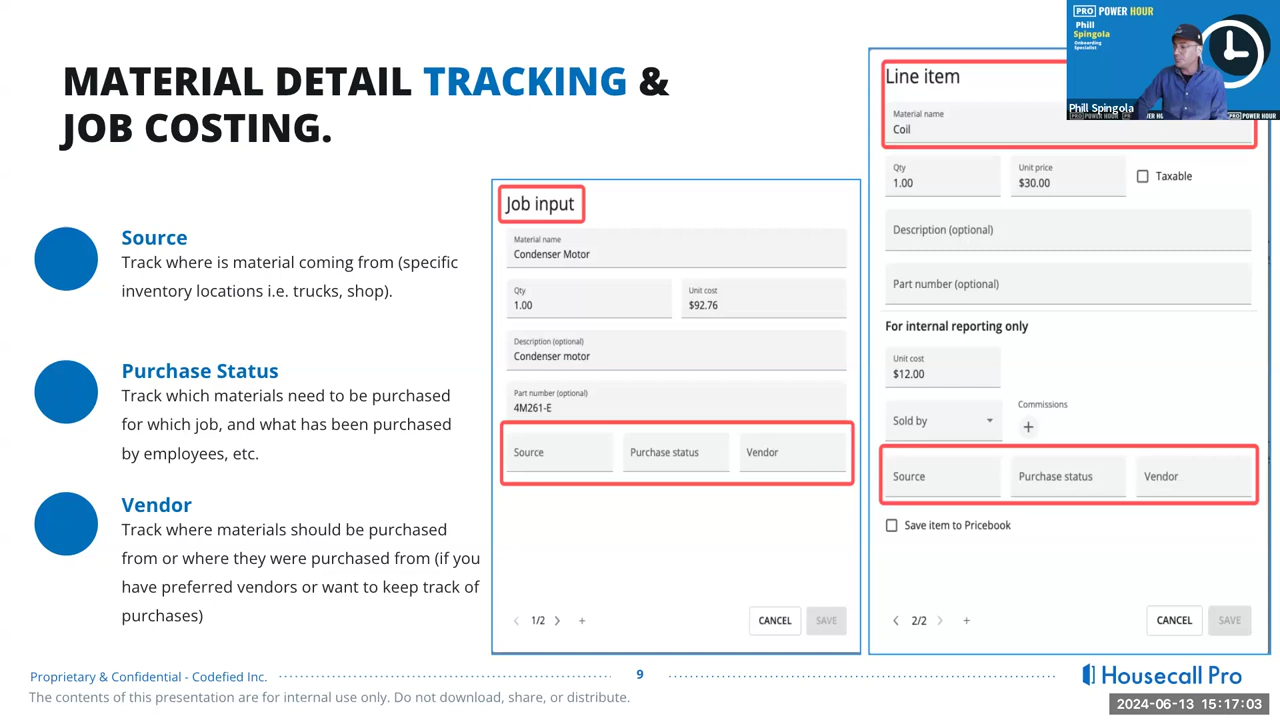 MATERIAL DETAIL TRACKING &
JOB COSTING.
Source
Track where is material coming from (specific
inventory locations i.e. trucks, shop).
Purchase Status
Track which materials need to be purchased
for which job, and what has been purchased
by employees, etc.
Vendor
Track where materials should be purchased
from or where they were purchased from (if you
have preferred vendors or want to keep track of
purchases)
Job input
Material name
Condenser Motor
Qty
1.00
Unit cost
$92.76
Description (optional)
Condenser motor
Part number (optional)
4M261-E
Source
Purchase status
Vendor
1/2
+
CANCEL
SAVE
Line item
Material name
Coil
Qty
1.00
Unit price
$30.00
Taxable
Description (optional)
Part number (optional)
For internal reporting only
Unit cost
$12.00
Sold by
Commissions
+
Source
Purchase status
Vendor
Save item to Pricebook
2/2
+
CANCEL
SAVE
PRO POWER HOUR
Phill
Spingola
Onboarding
Specialist
Phill Spingola
PRO POWER HOUR
Proprietary & Confidential - Codefied Inc.
9
The contents of this presentation are for internal use only. Do not download, share, or distribute.
Housecall Pro
2024-06-13 15:17:03